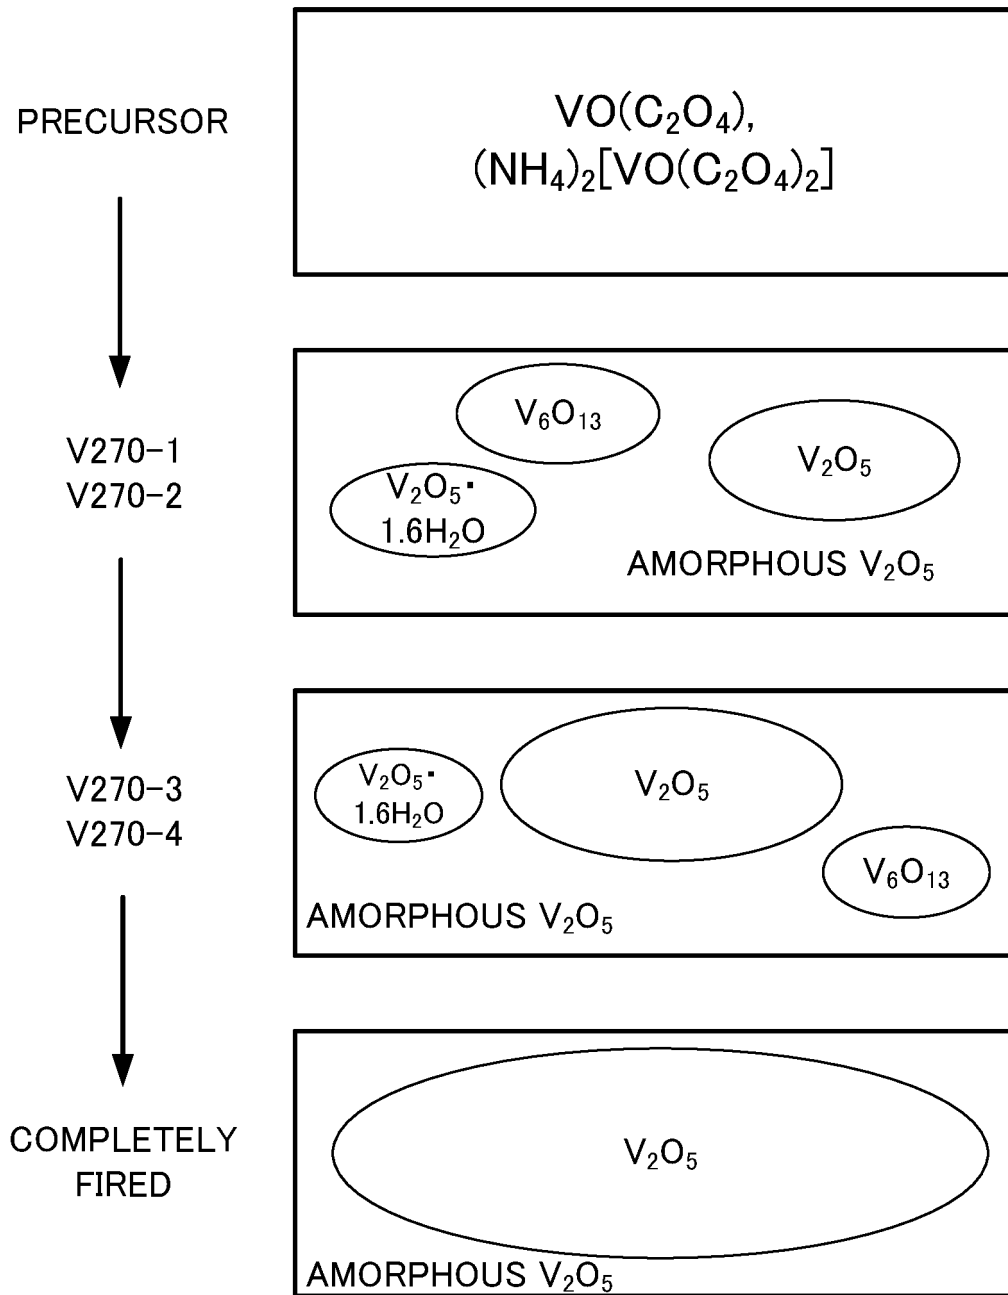 PRECURSOR
VO(C₂O₄),
(NH₄)₂[VO(C₂O₄)₂]
V270-1
V270-2
V₆O₁₃
V₂O₅
V₂O₅･
1.6H₂O
AMORPHOUS V₂O₅
V270-3
V270-4
V₂O₅･
1.6H₂O
V₂O₅
V₆O₁₃
AMORPHOUS V₂O₅
COMPLETELY
FIRED
V₂O₅
AMORPHOUS V₂O₅